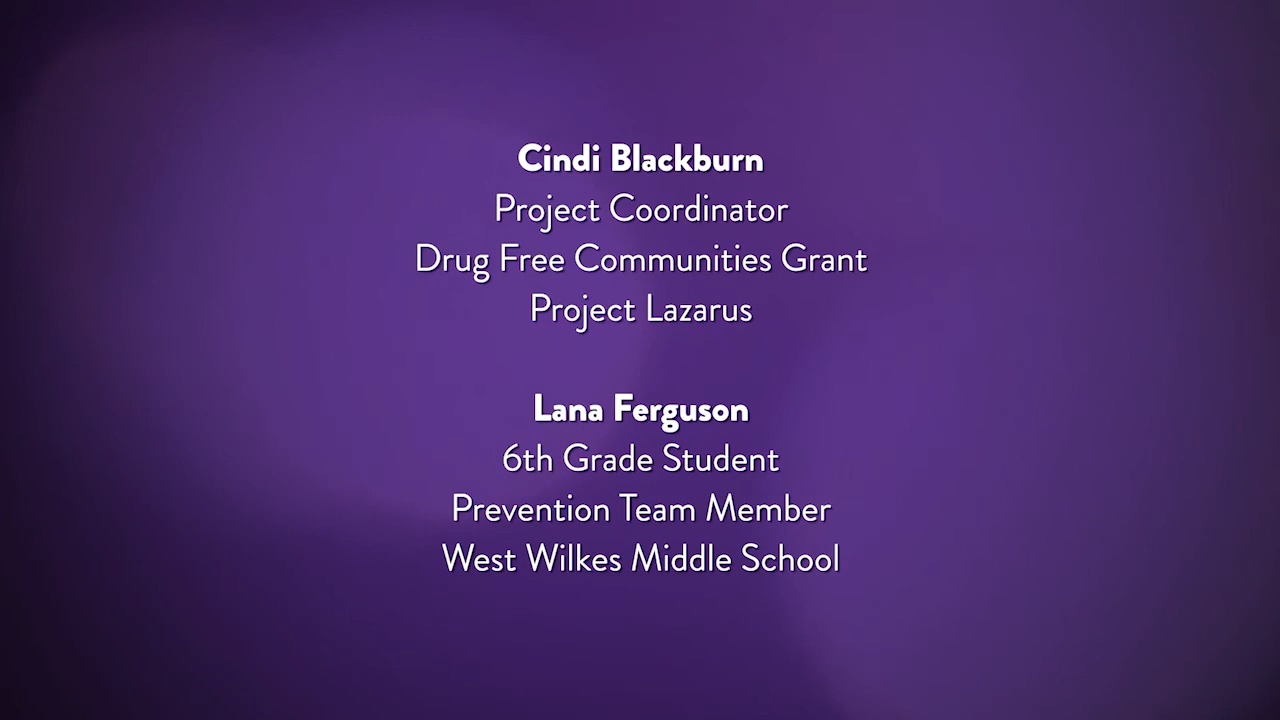 Cindi Blackburn
Project Coordinator
Drug Free Communities Grant
Project Lazarus
Lana Ferguson
6th Grade Student
Prevention Team Member
West Wilkes Middle School